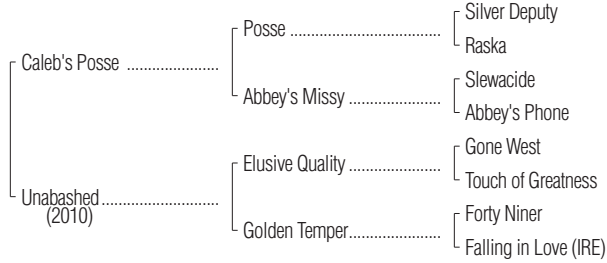 Silver Deputy
Posse
Raska
Caleb's Posse
Slewacide
Abbey's Missy
Abbey's Phone
Gone West
Elusive Quality
Touch of Greatness
Unabashed
(2010)
Forty Niner
Golden Temper
Falling in Love (IRE)